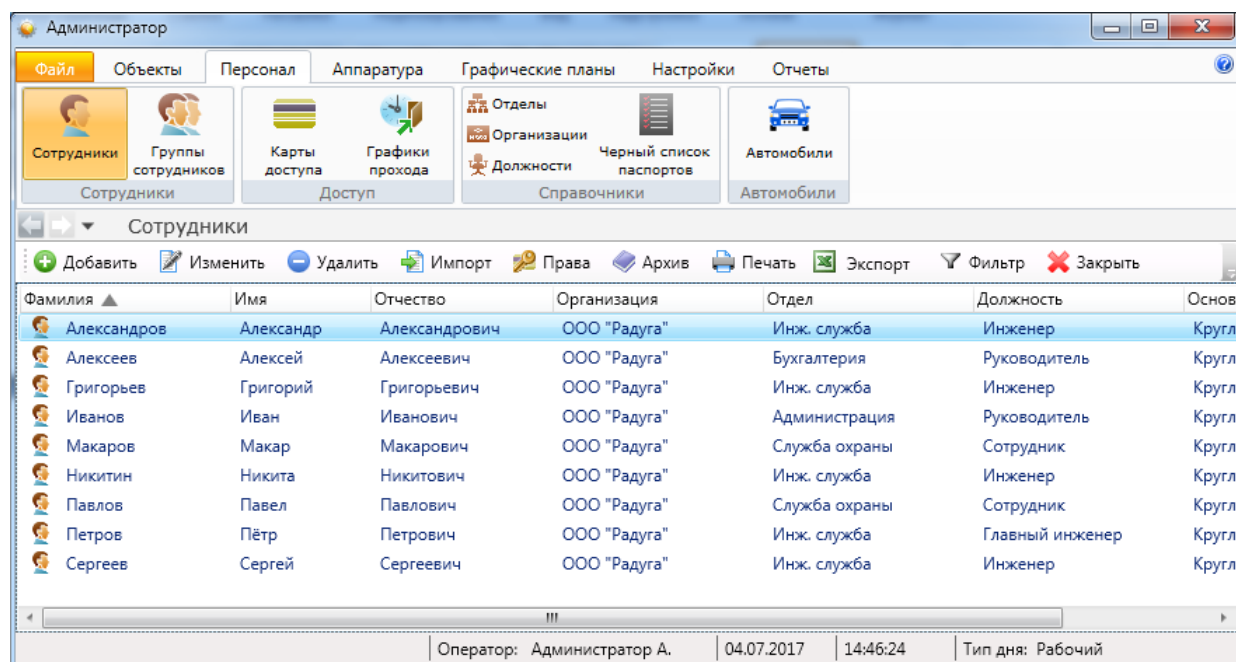 Администратор
Файл Объекты Персонал Аппаратура Графические планы Настройки Отчеты
Сотрудники Группы сотрудников Карты доступа Графики прохода Отделы Организации Должности Черный список паспортов Автомобили
Сотрудники Доступ Справочники Автомобили
Сотрудники
Добавить Изменить Удалить Импорт Права Архив Печать Экспорт Фильтр Закрыть
Фамилия Имя Отчество Организация Отдел Должность Основ
Александров Александр Александрович ООО "Радуга" Инж. служба Инженер Кругл
Алексеев Алексей Алексеевич ООО "Радуга" Бухгалтерия Руководитель Кругл
Григорьев Григорий Григорьевич ООО "Радуга" Инж. служба Инженер Кругл
Иванов Иван Иванович ООО "Радуга" Администрация Руководитель Кругл
Макаров Макар Макарович ООО "Радуга" Служба охраны Сотрудник Кругл
Никитин Никита Никитович ООО "Радуга" Инж. служба Инженер Кругл
Павлов Павел Павлович ООО "Радуга" Служба охраны Сотрудник Кругл
Петров Пётр Петрович ООО "Радуга" Инж. служба Главный инженер Кругл
Сергеев Сергей Сергеевич ООО "Радуга" Инж. служба Инженер Кругл
Оператор: Администратор А. 04.07.2017 14:46:24 Тип дня: Рабочий